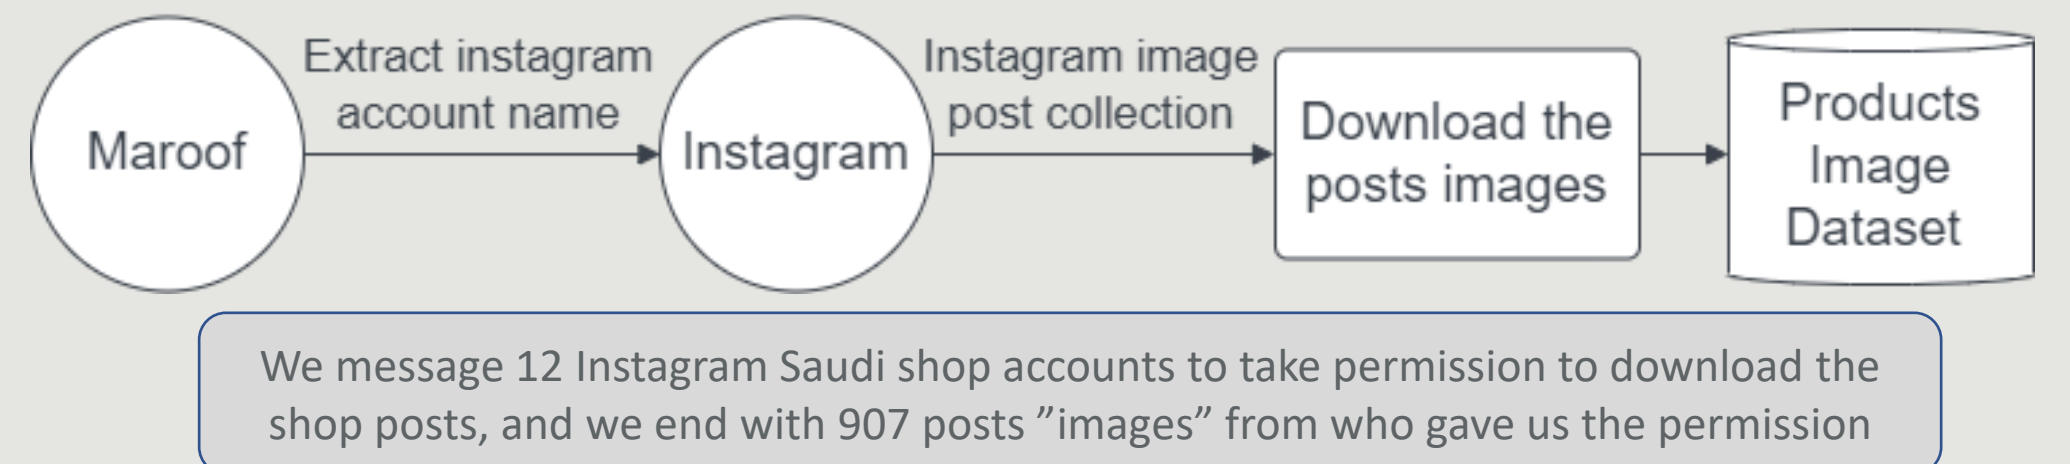 Maroof
Extract instagram
account name
Instagram
Instagram image
post collection
Download the
posts images
Products
Image
Dataset
We message 12 Instagram Saudi shop accounts to take permission to download the
shop posts, and we end with 907 posts ”images” from who gave us the permission